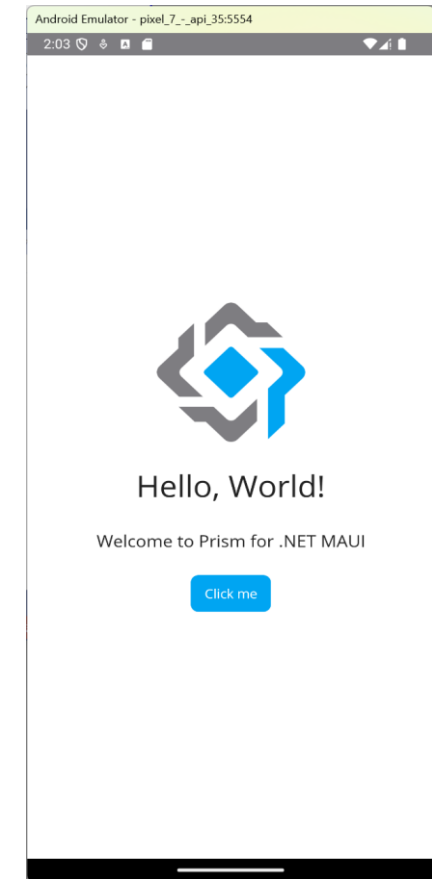 Android Emulator - pixel_7_-_api_35:5554
2:03
Hello, World!
Welcome to Prism for .NET MAUI
Click me